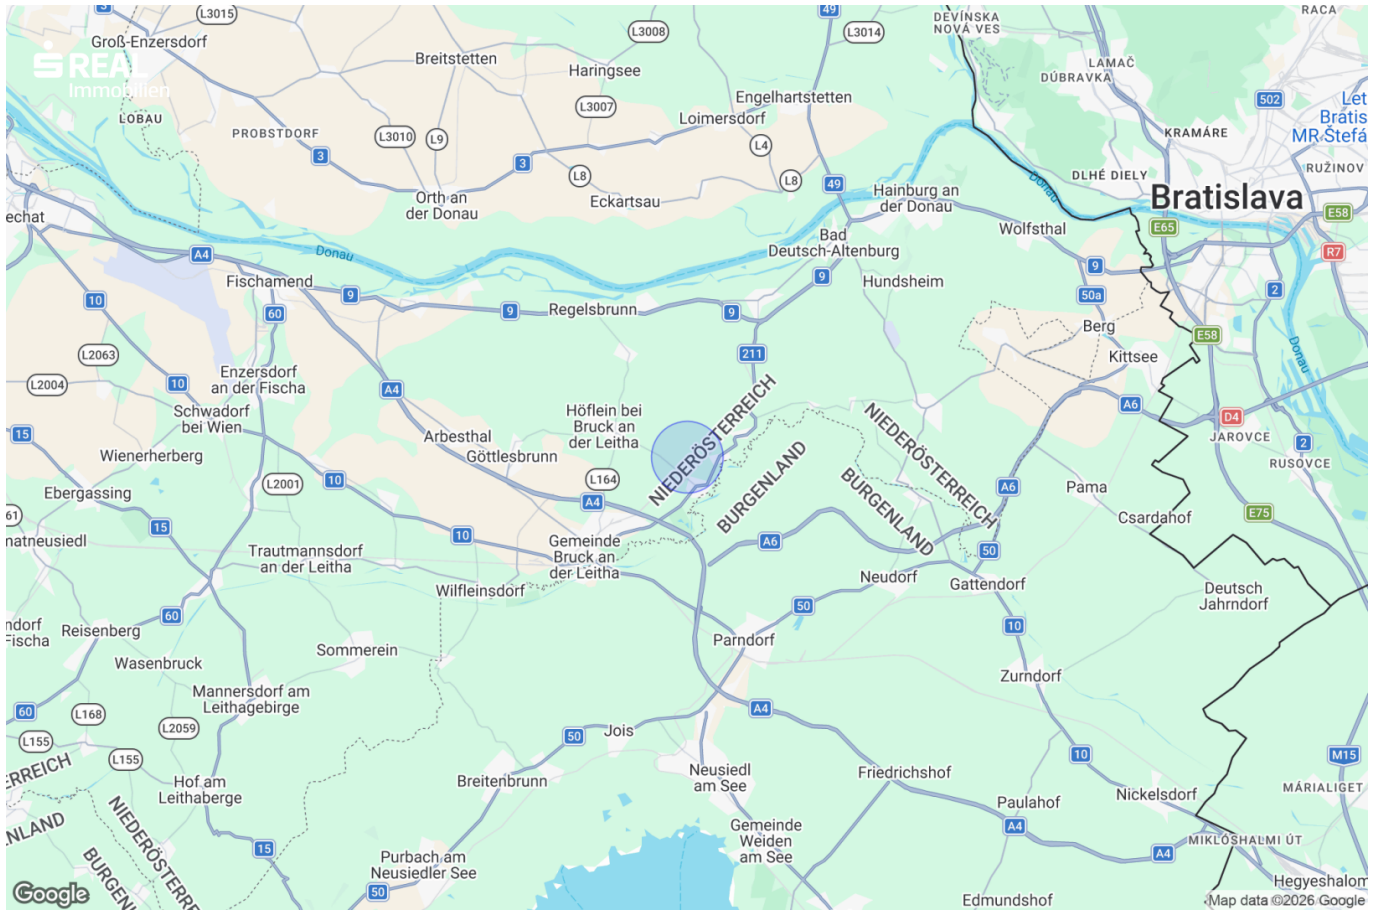 L3015
3
49
DEVÍNSKA
NOVÁ VES
RACA
Groß-Enzersdorf
L3008
L3014
REAL
Immobilien
Breitstetten
Haringsee
LAMAČ
DÚBRAVKA
LOBAU
PROBSTDORF
L3010
L9
L3007
Engelhartstetten
Loimersdorf
502
Let
Bratis
MR Štefá
KRAMÁRE
3
3
L4
L8
L8
49
RUŽINOV
DLHÉ DIELY
Donau
Bratislava
Orth an
der Donau
Eckartsau
Hainburg an
der Donau
E58
E65
echat
Wolfsthal
Bad
Deutsch-Altenburg
R7
A4
Donau
9
9
Fischamend
Hundsheim
50a
2
10
9
9
Regelsbrunn
9
60
Berg
E58
Donau
L2063
211
Kittsee
L2004
10
Enzersdorf
an der Fischa
A4
A6
Schwadorf
bei Wien
Höflein bei
Bruck an
der Leitha
D4
15
Arbesthal
Göttlesbrunn
NIEDERÖSTERREICH
BURGENLAND
NIEDERÖSTERREICH
BURGENLAND
JAROVCE
2
Wienerherberg
RUSOVCE
L2001
10
L164
A6
Pama
Ebergassing
A4
61
15
E75
Csardahof
matneusiedl
10
A6
Gemeinde
Bruck an
der Leitha
50
Trautmannsdorf
an der Leitha
Wilfleinsdorf
Neudorf
Gattendorf
Deutsch
Jahrndorf
60
50
10
ndorf
Fischa
Reisenberg
Parndorf
Sommerein
Wasenbruck
Zurndorf
Mannersdorf am
Leithagebirge
60
L168
A4
L2059
L155
50
Jois
L155
10
M15
ERREICH
Hof am
Leithaberge
Breitenbrunn
Neusiedl
am See
Friedrichshof
MÁRIALIGET
Nickelsdorf
Paulahof
NLAND
NIEDERÖSTERR
BURGEN
A4
Gemeinde
Weiden
am See
MIKLÓSHALMI ÚT
15
A4
Purbach am
Neusiedler See
50
Hegyeshalom
Edmundshof
Google
Map data ©2026 Google